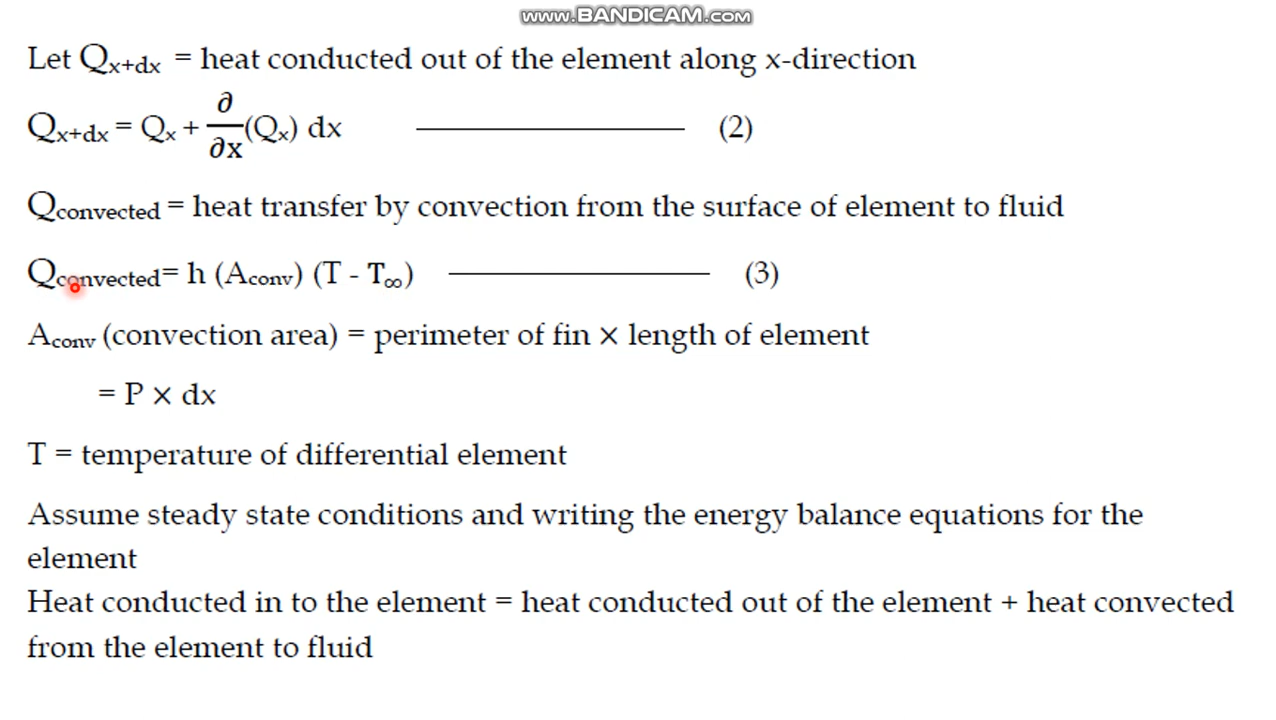 www.BANDICAM.com
Let Qx+dx = heat conducted out of the element along x-direction
Qx+dx = Qx + ∂/∂x (Qx) dx ———————— (2)
Qconvected = heat transfer by convection from the surface of element to fluid
Qconvected= h (Aconv) (T - T∞) ———————— (3)
Aconv (convection area) = perimeter of fin × length of element
= P × dx
T = temperature of differential element
Assume steady state conditions and writing the energy balance equations for the
element
Heat conducted in to the element = heat conducted out of the element + heat convected
from the element to fluid